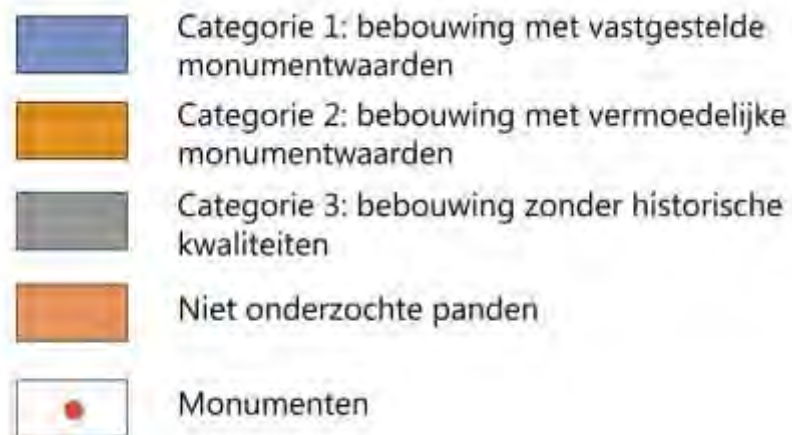 Categorie 1: bebouwing met vastgestelde
monumentwaarden
Categorie 2: bebouwing met vermoedelijke
monumentwaarden
Categorie 3: bebouwing zonder historische
kwaliteiten
Niet onderzochte panden
Monumenten